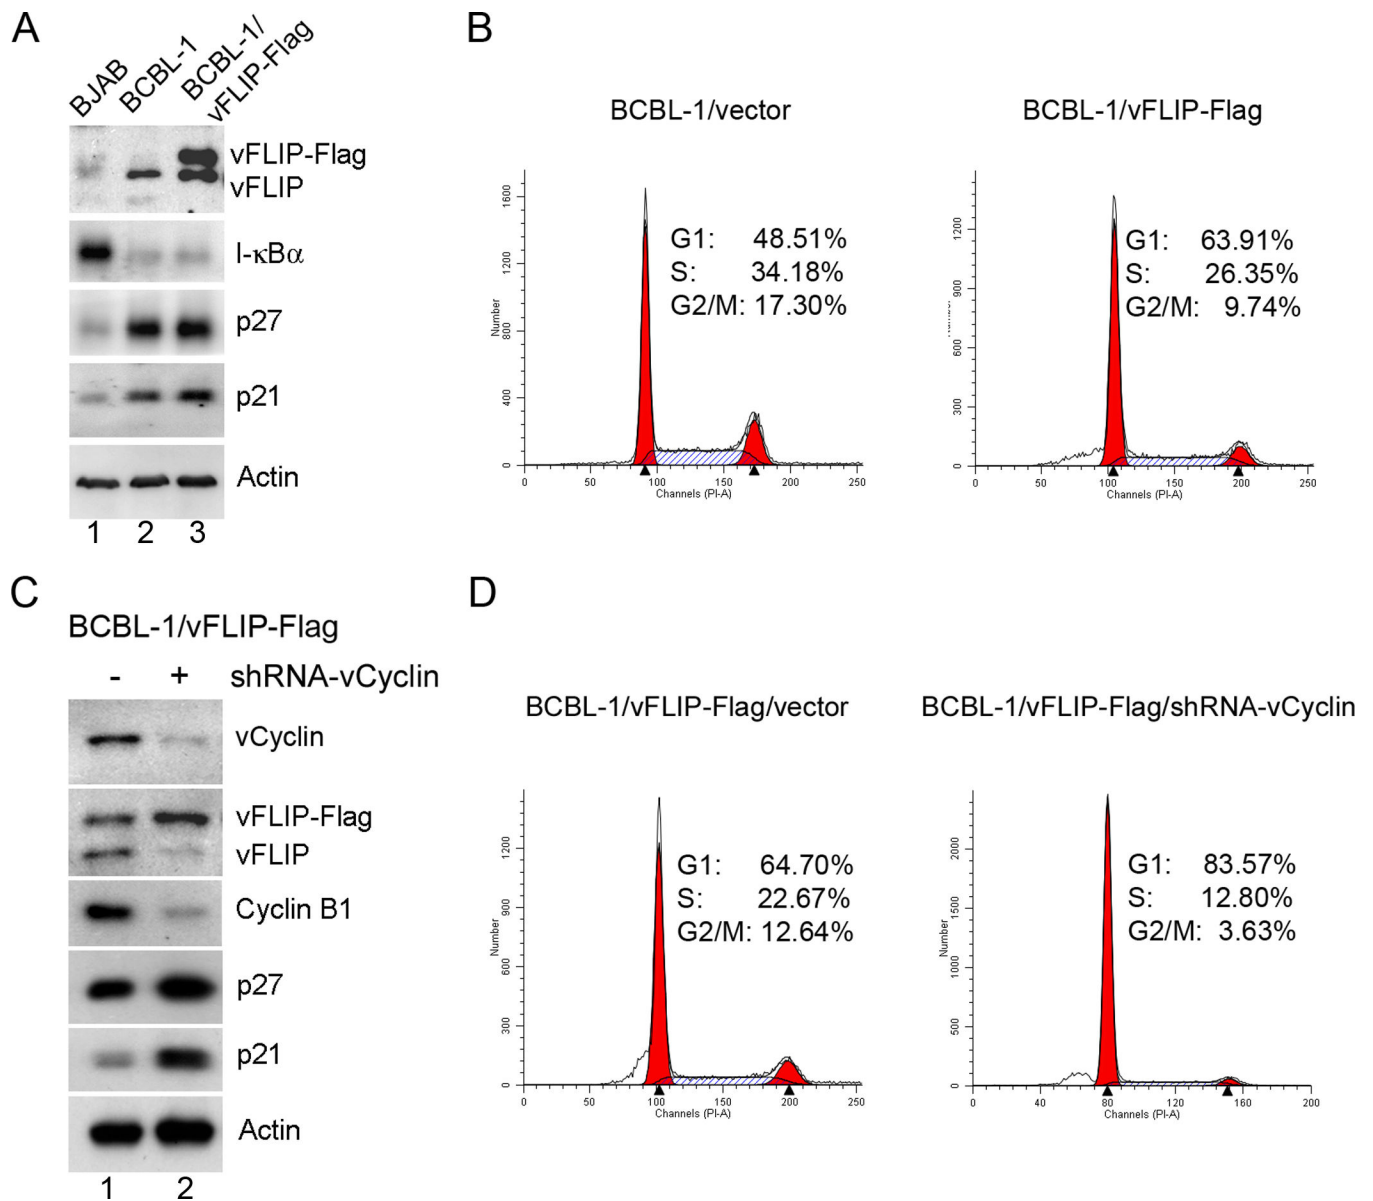 A
BJAB
BCBL-1
BCBL-1/
vFLIP-Flag
vFLIP-Flag
vFLIP
I-κBα
p27
p21
Actin
1 2 3
B
BCBL-1/vector
Number
1600
1200
800
400
0
G1: 48.51%
S: 34.18%
G2/M: 17.30%
0 50 100 150 200 250
Channels (PI-A)
BCBL-1/vFLIP-Flag
1200
900
600
300
0
G1: 63.91%
S: 26.35%
G2/M: 9.74%
0 50 100 150 200 250
Channels (PI-A)
C
BCBL-1/vFLIP-Flag
- + shRNA-vCyclin
vCyclin
vFLIP-Flag
vFLIP
Cyclin B1
p27
p21
Actin
1 2
D
BCBL-1/vFLIP-Flag/vector
Number
1200
900
600
300
0
G1: 64.70%
S: 22.67%
G2/M: 12.64%
0 50 100 150 200 250
Channels (PI-A)
BCBL-1/vFLIP-Flag/shRNA-vCyclin
Number
2000
1500
1000
500
0
G1: 83.57%
S: 12.80%
G2/M: 3.63%
0 40 80 120 160 200
Channels (PI-A)